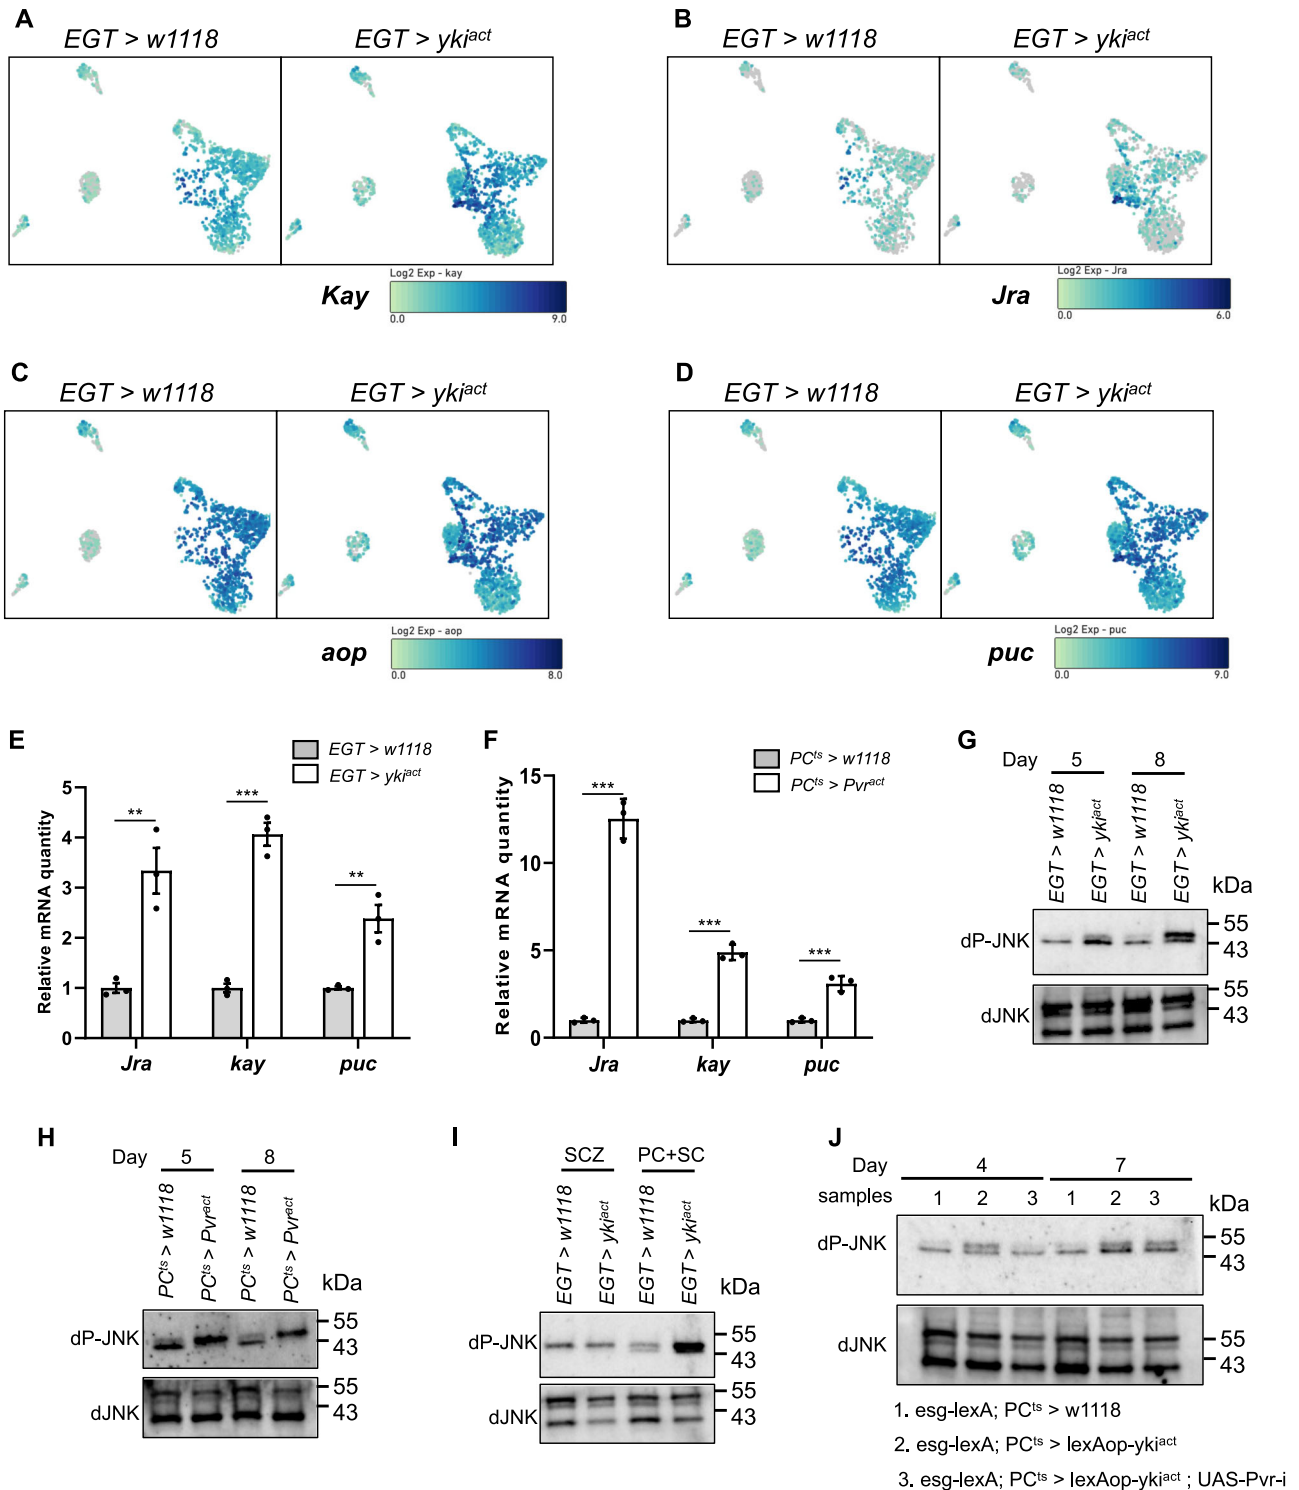 A
EGT > w1118
EGT > yki^act
Log2 Exp - kay
Kay
0.0
9.0
B
EGT > w1118
EGT > yki^act
Log2 Exp - Jra
Jra
0.0
6.0
C
EGT > w1118
EGT > yki^act
Log2 Exp - aop
aop
0.0
8.0
D
EGT > w1118
EGT > yki^act
Log2 Exp - puc
puc
0.0
9.0
E
EGT > w1118
EGT > yki^act
Relative mRNA quantity
5
4
3
2
1
0
**
***
**
Jra
kay
puc
F
PC^ts > w1118
PC^ts > Pvr^act
Relative mRNA quantity
15
10
5
0
***
***
***
Jra
kay
puc
G
Day
5
8
EGT > w1118
EGT > yki^act
EGT > w1118
EGT > yki^act
kDa
dP-JNK
55
43
dJNK
55
43
H
Day
5
8
PC^ts > w1118
PC^ts > Pvr^act
PC^ts > w1118
PC^ts > Pvr^act
kDa
dP-JNK
55
43
dJNK
55
43
I
SCZ
PC+SC
EGT > w1118
EGT > yki^act
EGT > w1118
EGT > yki^act
kDa
dP-JNK
55
43
dJNK
55
43
J
Day
4
7
samples
1 2 3 1 2 3
kDa
dP-JNK
55
43
dJNK
55
43
1. esg-lexA; PC^ts > w1118
2. esg-lexA; PC^ts > lexAop-yki^act
3. esg-lexA; PC^ts > lexAop-yki^act ; UAS-Pvr-i